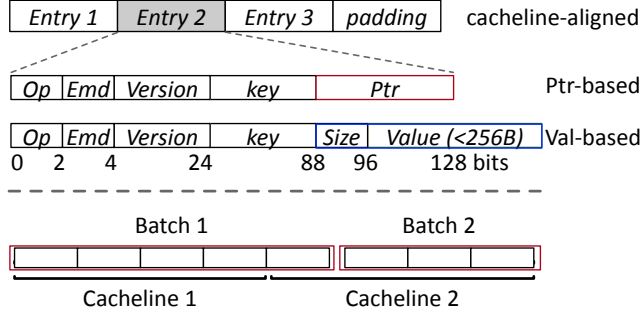 Entry 1 Entry 2 Entry 3 padding cacheline-aligned
Ptr-based
Op Emd Version key Ptr
Op Emd Version key Size Value (<256B) Val-based
0 2 4 24 88 96 128 bits
Batch 1 Batch 2
Cacheline 1 Cacheline 2